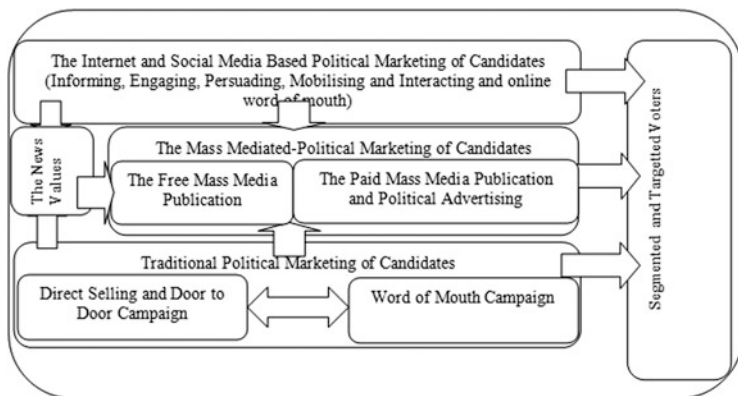 The Internet and Social Media Based Political Marketing of Candidates
(Informing, Engaging, Persuading, Mobilising and Interacting and online
word of mouth)
The News
Values
The Mass Mediated-Political Marketing of Candidates
The Free Mass Media
Publication
The Paid Mass Media Publication
and Political Advertising
Traditional Political Marketing of Candidates
Direct Selling and Door to
Door Campaign
Word of Mouth Campaign
Segmented and Targetted Voters